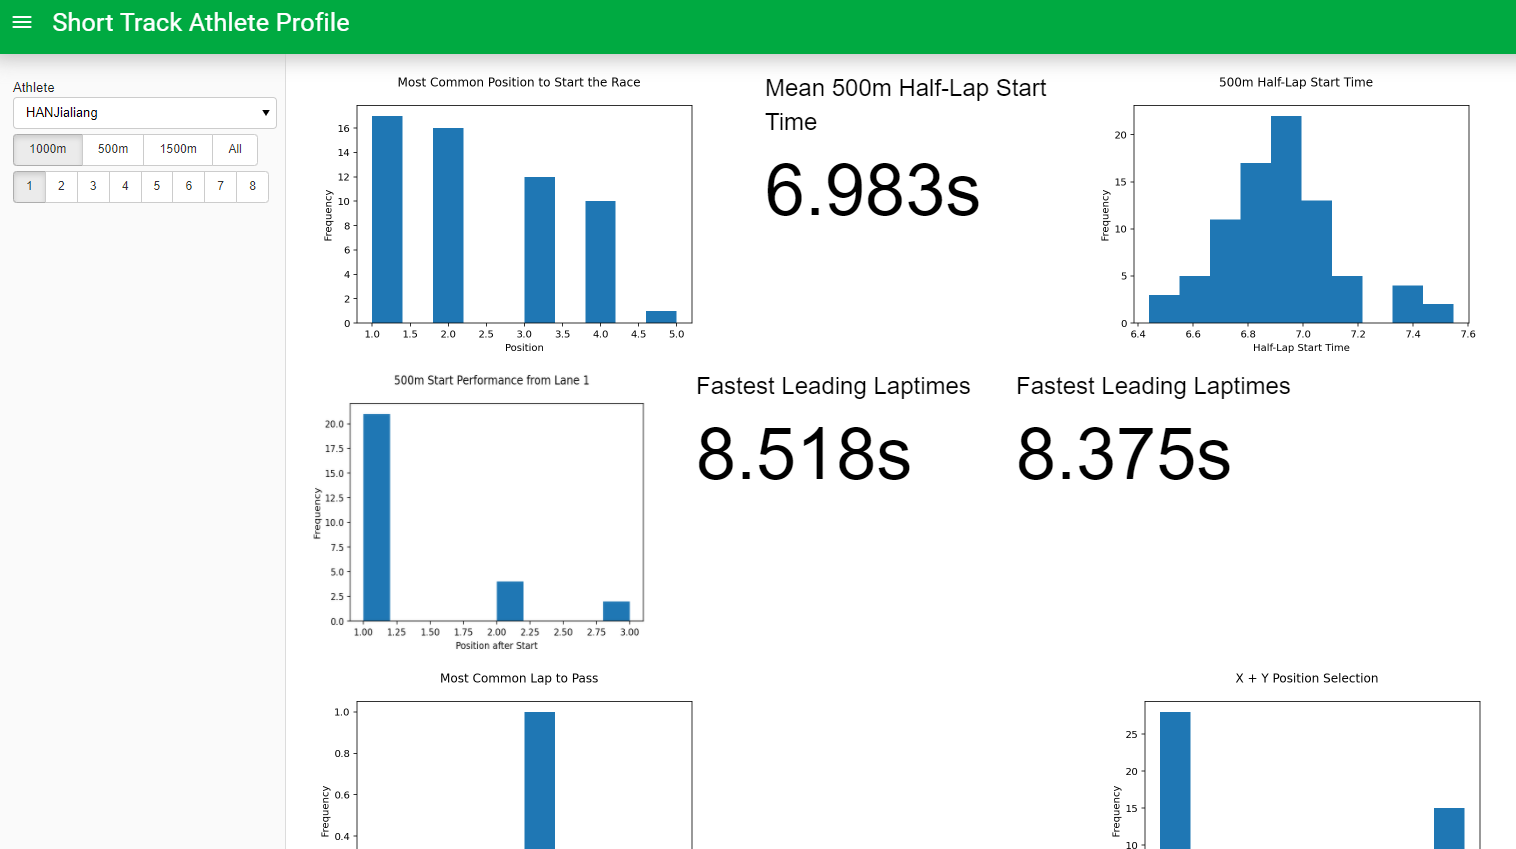 Short Track Athlete Profile
Athlete
HANJialiang
1000m 500m 1500m All
1 2 3 4 5 6 7 8
Most Common Position to Start the Race
Frequency
16
14
12
10
8
6
4
2
0
1.0 1.5 2.0 2.5 3.0 3.5 4.0 4.5 5.0
Position
Mean 500m Half-Lap Start
Time
6.983s
500m Half-Lap Start Time
Frequency
20
15
10
5
0
6.4 6.6 6.8 7.0 7.2 7.4 7.6
Half-Lap Start Time
500m Start Performance from Lane 1
Frequency
20.0
17.5
15.0
12.5
10.0
7.5
5.0
2.5
0.0
1.00 1.25 1.50 1.75 2.00 2.25 2.50 2.75 3.00
Position after Start
Fastest Leading Laptimes
8.518s
Fastest Leading Laptimes
8.375s
Most Common Lap to Pass
Frequency
1.0
0.8
0.6
0.4
X + Y Position Selection
Frequency
25
20
15
10